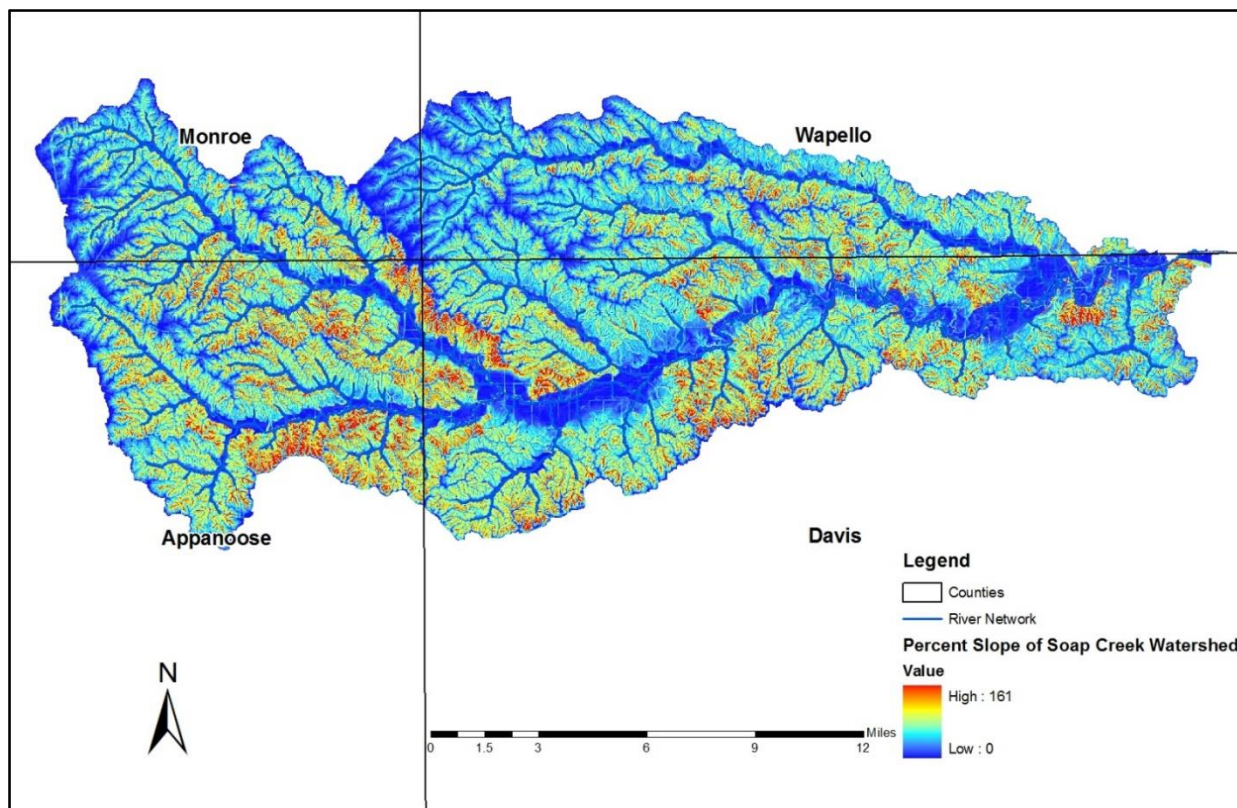 Monroe
Wapello
Appanoose
Davis
Legend
Counties
River Network
Percent Slope of Soap Creek Watershed
Value
High : 161
Low : 0
N
Miles
0 1.5 3 6 9 12